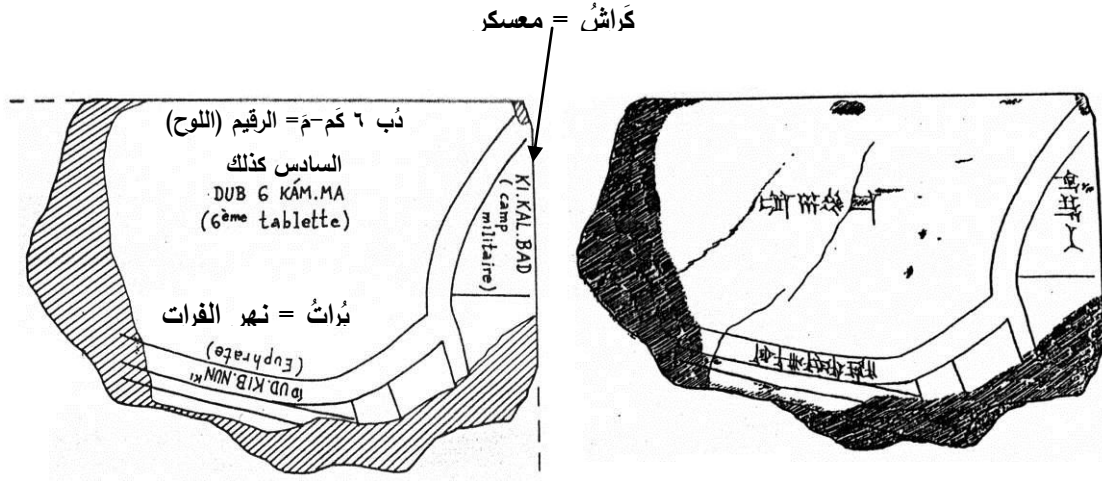 كَراشُ = معسكر
دُب ٦ كَم-مَ= الرقيم (اللوح)
السادس كذلك
DUB 6 KÁM.MA
(6ème tablette)
KI.KAL.BAD
(camp
militaire)
بُراتُ = نهر الفرات
(Euphrate)
ÍD UD.KIB.NUNki